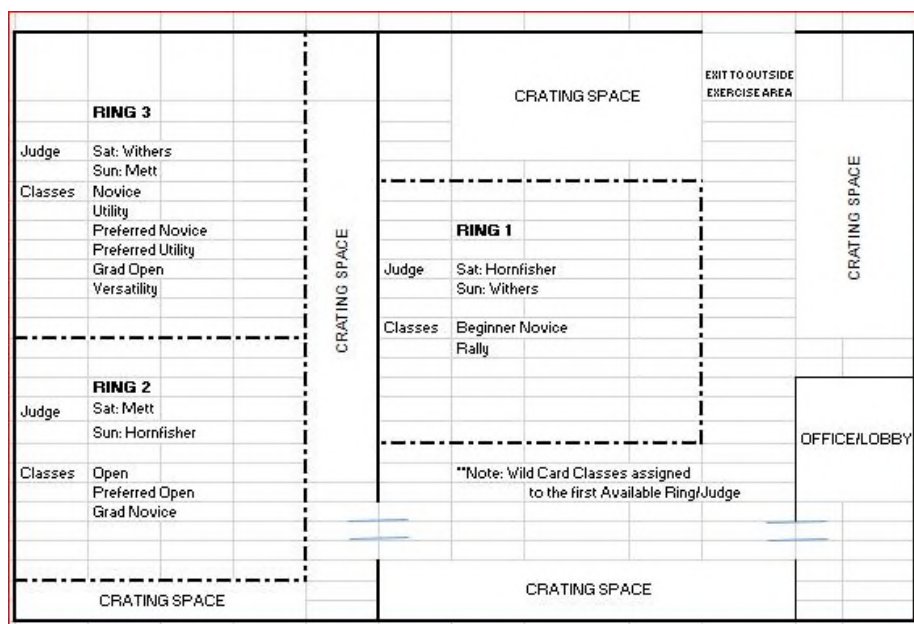 RING 3
Judge Sat: Withers
Sun: Mett
Classes Novice
Utility
Preferred Novice
Preferred Utility
Grad Open
Versatility
RING 2
Judge Sat: Mett
Sun: Hornfisher
Classes Open
Preferred Open
Grad Novice
CRATING SPACE
CRATING SPACE
CRATING SPACE
EXIT TO OUTSIDE
EXERCISE AREA
CRATING SPACE
RING 1
Judge Sat: Hornfisher
Sun: Withers
Classes Beginner Novice
Rally
**Note: Wild Card Classes assigned
to the first Available Ring/Judge
OFFICE/LOBBY
CRATING SPACE